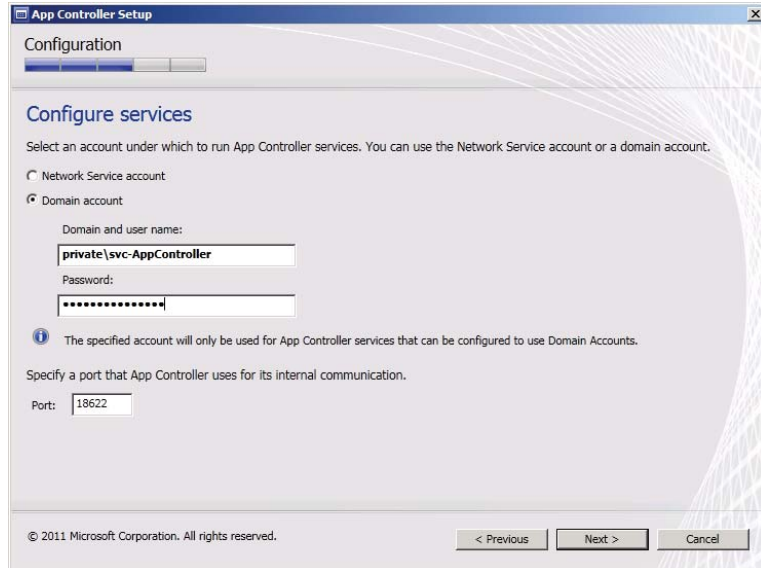 App Controller Setup
Configuration
Configure services
Select an account under which to run App Controller services. You can use the Network Service account or a domain account.
Network Service account
Domain account
Domain and user name:
private\svc-AppController
Password:
•••••••••••••••
The specified account will only be used for App Controller services that can be configured to use Domain Accounts.
Specify a port that App Controller uses for its internal communication.
Port: 18622
© 2011 Microsoft Corporation. All rights reserved. < Previous Next > Cancel